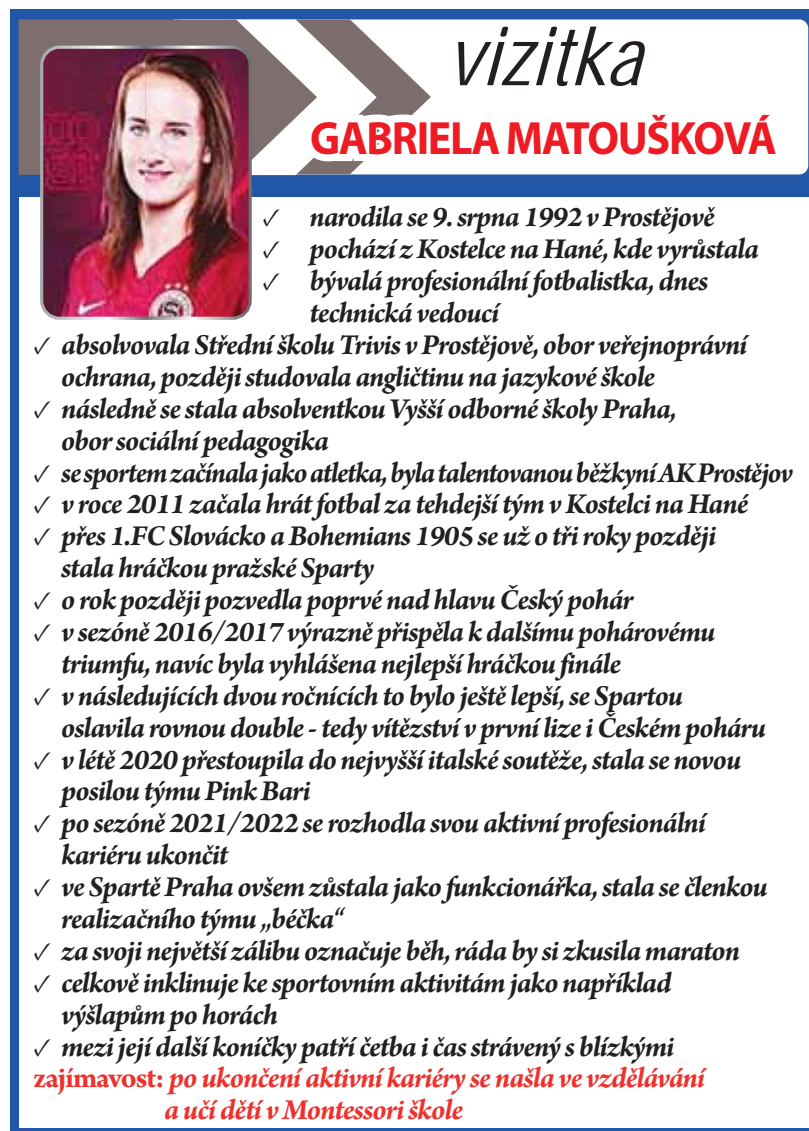 vizitka
GABRIELA MATOUŠKOVÁ
✓ narodila se 9. srpna 1992 v Prostějově
✓ pochází z Kostelce na Hané, kde vyrůstala
✓ bývalá profesionální fotbalistka, dnes
technická vedoucí
✓ absolvovala Střední školu Trivis v Prostějově, obor veřejnoprávní
ochrana, později studovala angličtinu na jazykové škole
✓ následně se stala absolventkou Vyšší odborné školy Praha,
obor sociální pedagogika
✓ se sportem začínala jako atletka, byla talentovanou běžkyní AK Prostějov
✓ v roce 2011 začala hrát fotbal za tehdejší tým v Kostelci na Hané
✓ přes 1.FC Slovácko a Bohemians 1905 se už o tři roky později
stala hráčkou pražské Sparty
✓ o rok později pozvedla poprvé nad hlavu Český pohár
✓ v sezóně 2016/2017 výrazně přispěla k dalšímu pohárovému
triumfu, navíc byla vyhlášena nejlepší hráčkou finále
✓ v následujících dvou ročnících to bylo ještě lepší, se Spartou
oslavila rovnou double - tedy vítězství v první lize i Českém poháru
✓ v létě 2020 přestoupila do nejvyšší italské soutěže, stala se novou
posilou týmu Pink Bari
✓ po sezóně 2021/2022 se rozhodla svou aktivní profesionální
kariéru ukončit
✓ ve Spartě Praha ovšem zůstala jako funkcionářka, stala se členkou
realizačního týmu „béčka“
✓ za svoji největší zálibu označuje běh, ráda by si zkusila maraton
✓ celkově inklinuje ke sportovním aktivitám jako například
výšlapům po horách
✓ mezi její další koníčky patří četba i čas strávený s blízkými
zajímavost: po ukončení aktivní kariéry se našla ve vzdělávání
a učí dětí v Montessori škole